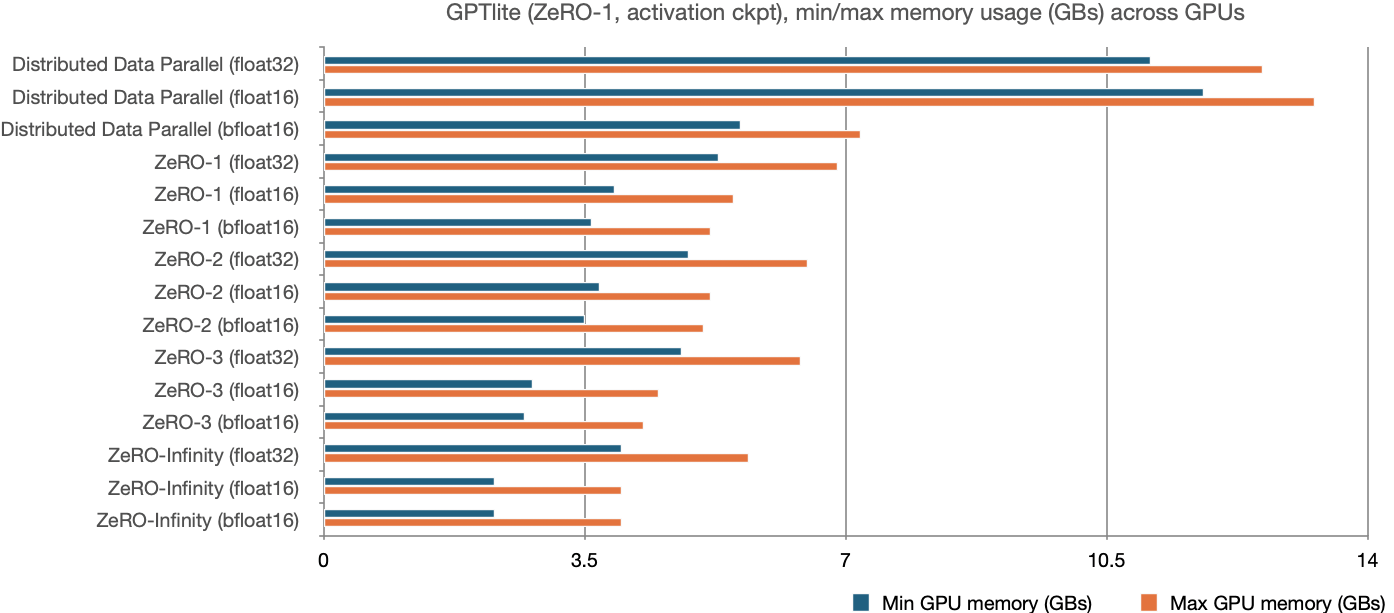 GPTlite (ZeRO-1, activation ckpt), min/max memory usage (GBs) across GPUs
Distributed Data Parallel (float32)
Distributed Data Parallel (float16)
Distributed Data Parallel (bfloat16)
ZeRO-1 (float32)
ZeRO-1 (float16)
ZeRO-1 (bfloat16)
ZeRO-2 (float32)
ZeRO-2 (float16)
ZeRO-2 (bfloat16)
ZeRO-3 (float32)
ZeRO-3 (float16)
ZeRO-3 (bfloat16)
ZeRO-Infinity (float32)
ZeRO-Infinity (float16)
ZeRO-Infinity (bfloat16)
0 3.5 7 10.5 14
Min GPU memory (GBs) Max GPU memory (GBs)